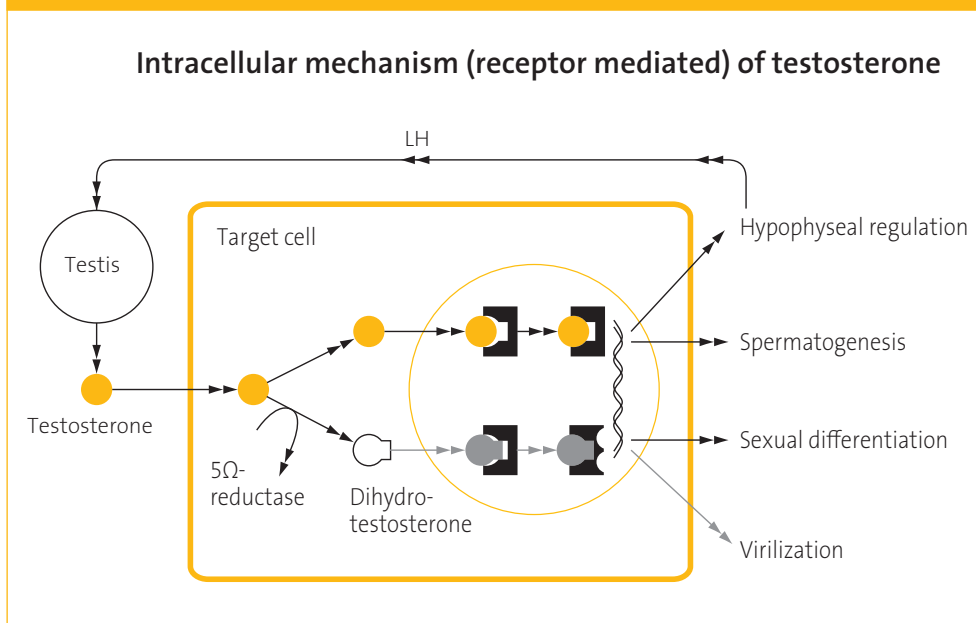 Intracellular mechanism (receptor mediated) of testosterone
LH
Target cell
Hypophyseal regulation
Testis
Spermatogenesis
Testosterone
Sexual differentiation
5Ω-
reductase
Dihydro-
testosterone
Virilization